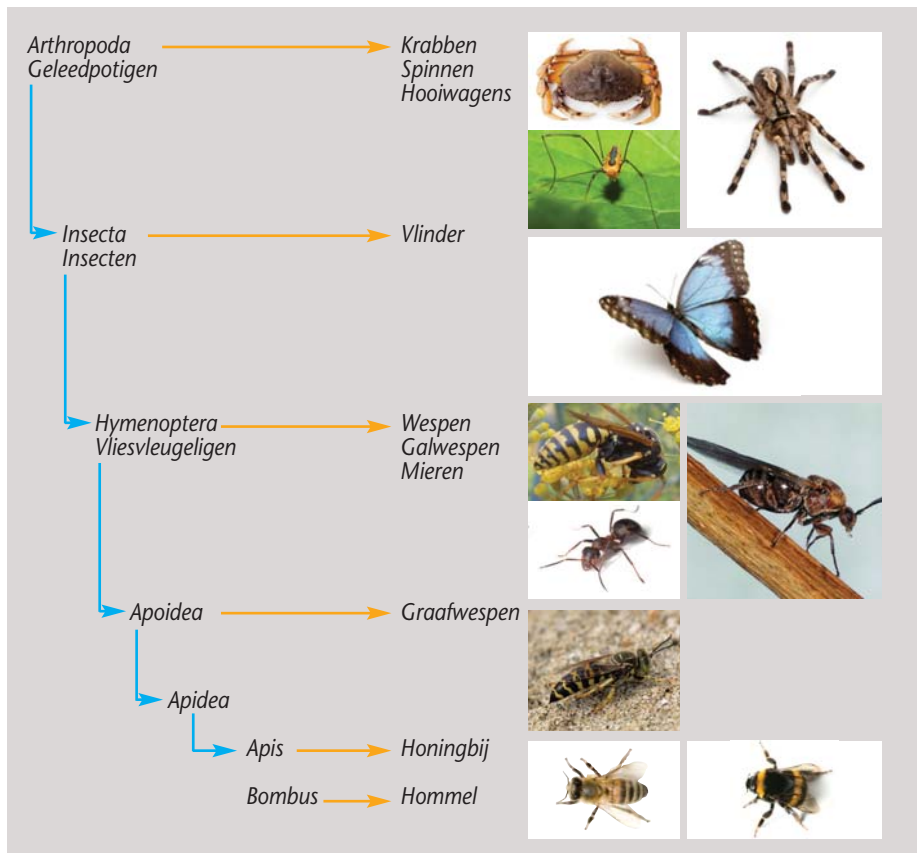 Arthropoda
Geleedpotigen
Krabben
Spinnen
Hooiwagens
Insecta
Insecten
Vlinder
Hymenoptera
Vliesvleugeligen
Wespen
Galwespen
Mieren
Apoidea
Graafwespen
Apidea
Apis
Honingbij
Bombus
Hommel